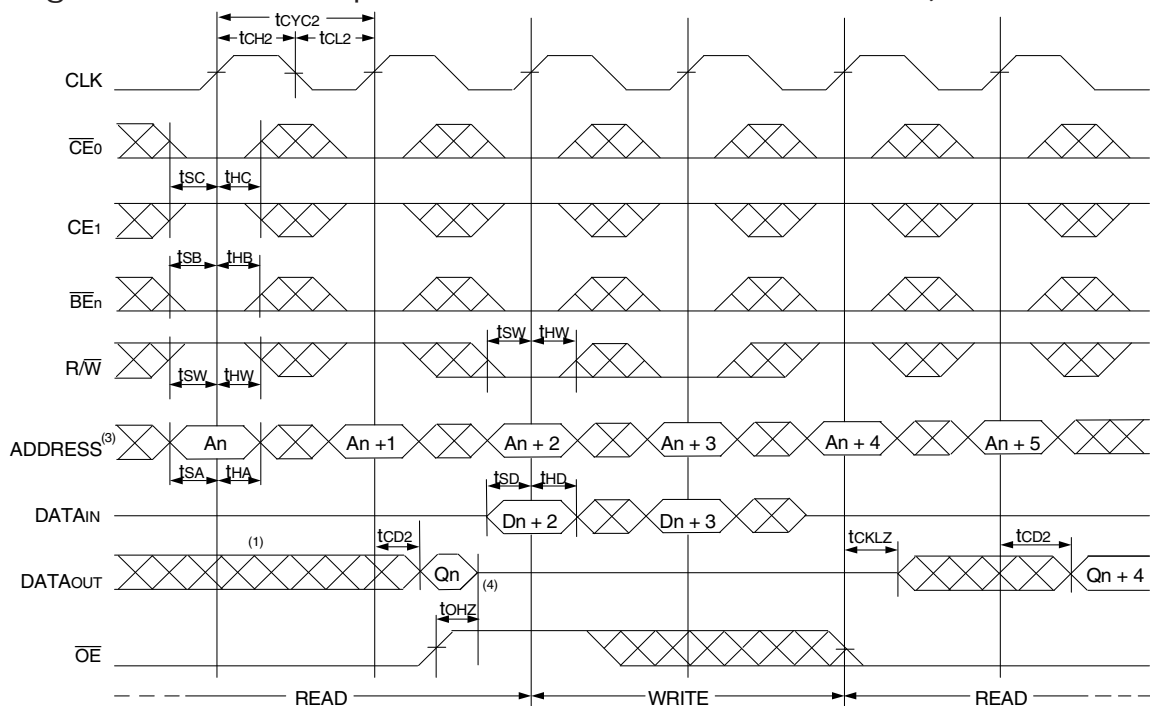 tCYC2
tCH2 tCL2
CLK
CE0
tSC tHC
CE1
tSB tHB
BEn
tSW tHW
R/W
tSW tHW
ADDRESS(3) An An +1 An + 2 An + 3 An + 4 An + 5
tSA tHA tSD tHD
DATAIN Dn + 2 Dn + 3
(1) tCD2 tCKLZ tCD2
DATAOUT Qn (4) Qn + 4
tOHZ
OE
READ WRITE READ